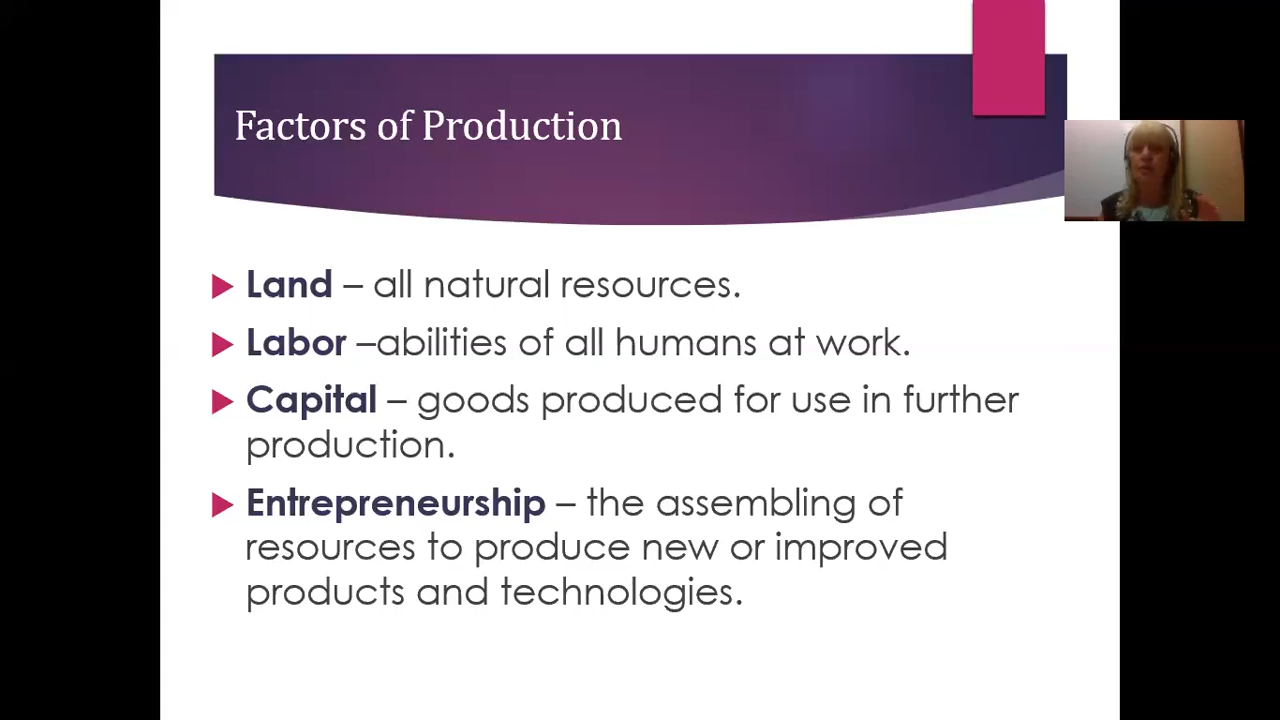 Factors of Production
Land – all natural resources.
Labor –abilities of all humans at work.
Capital – goods produced for use in further
production.
Entrepreneurship – the assembling of
resources to produce new or improved
products and technologies.